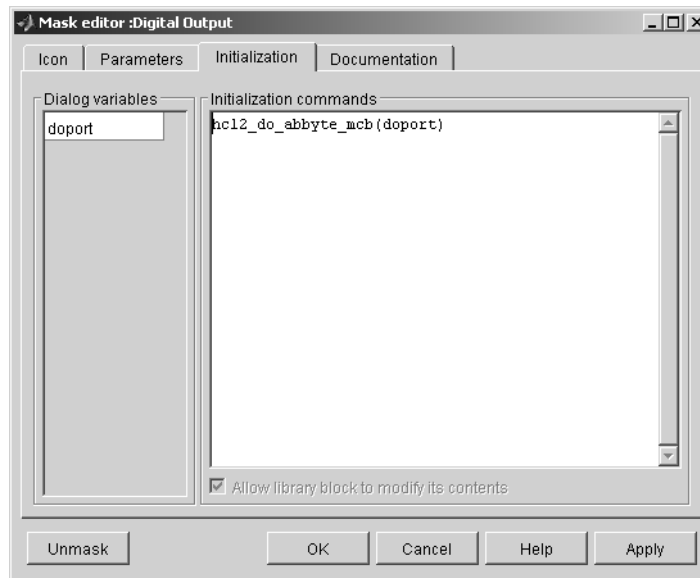 Mask editor :Digital Output
Icon
Parameters
Initialization
Documentation
Dialog variables
doport
Initialization commands
hc12_do_abbyte_mcb(doport)
Allow library block to modify its contents
Unmask
OK
Cancel
Help
Apply